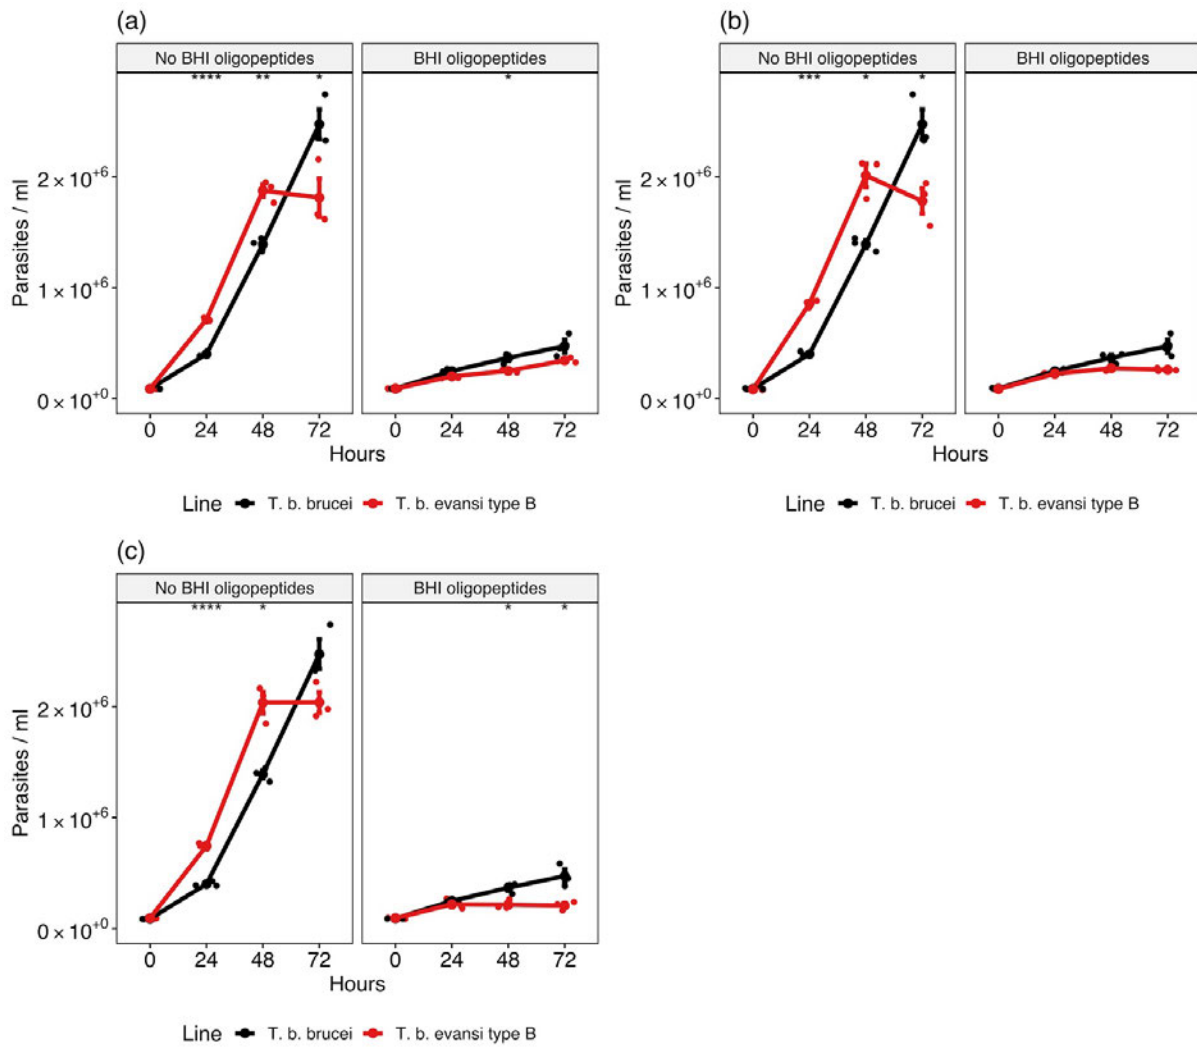 (a)
No BHI oligopeptides
BHI oligopeptides
**** ** *
*
Parasites / ml
2 × 10⁺⁶
1 × 10⁺⁶
0 × 10⁺⁰
0 24 48 72
0 24 48 72
Hours
Line T. b. brucei T. b. evansi type B
(b)
No BHI oligopeptides
BHI oligopeptides
*** * *
Parasites / ml
2 × 10⁺⁶
1 × 10⁺⁶
0 × 10⁺⁰
0 24 48 72
0 24 48 72
Hours
Line T. b. brucei T. b. evansi type B
(c)
No BHI oligopeptides
BHI oligopeptides
**** *
* *
Parasites / ml
2 × 10⁺⁶
1 × 10⁺⁶
0 × 10⁺⁰
0 24 48 72
0 24 48 72
Hours
Line T. b. brucei T. b. evansi type B